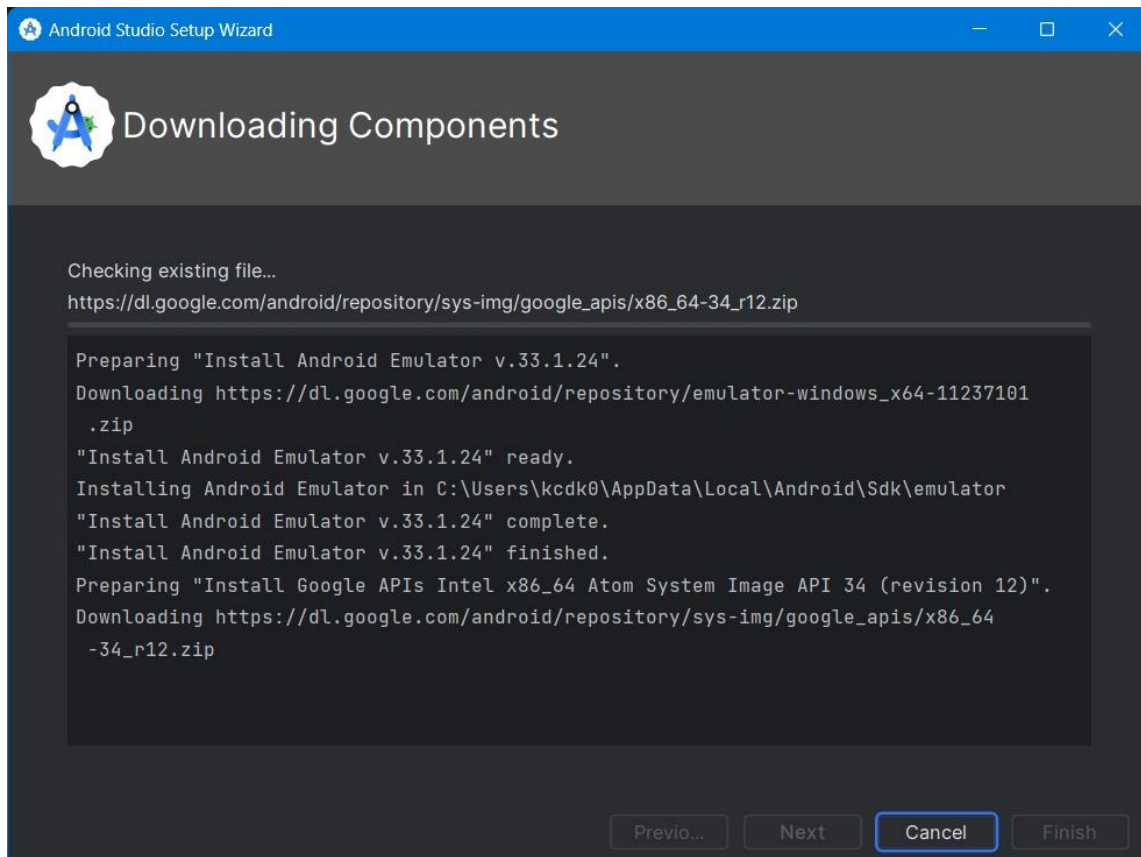 Android Studio Setup Wizard
Downloading Components
Checking existing file...
https://dl.google.com/android/repository/sys-img/google_apis/x86_64-34_r12.zip
Preparing "Install Android Emulator v.33.1.24".
Downloading https://dl.google.com/android/repository/emulator-windows_x64-11237101
.zip
"Install Android Emulator v.33.1.24" ready.
Installing Android Emulator in C:\Users\kcdk0\AppData\Local\Android\Sdk\emulator
"Install Android Emulator v.33.1.24" complete.
"Install Android Emulator v.33.1.24" finished.
Preparing "Install Google APIs Intel x86_64 Atom System Image API 34 (revision 12)".
Downloading https://dl.google.com/android/repository/sys-img/google_apis/x86_64
-34_r12.zip
Previo... Next Cancel Finish